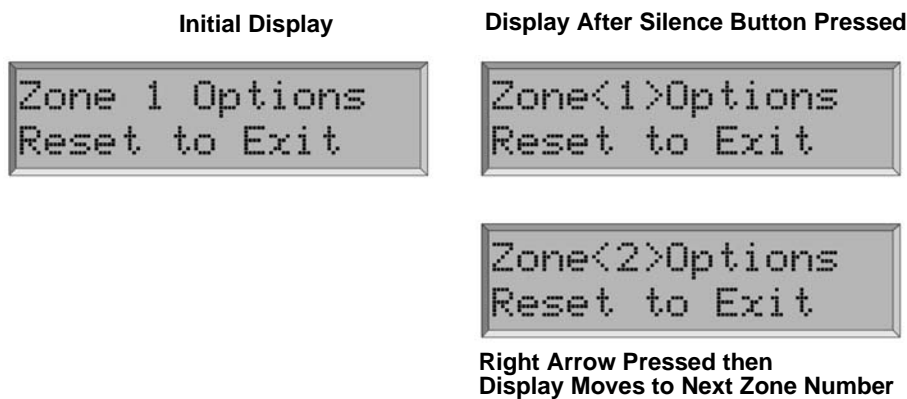 Initial Display
Zone 1 Options
Reset to Exit
Display After Silence Button Pressed
Zone<1>Options
Reset to Exit
Zone<2>Options
Reset to Exit
Right Arrow Pressed then
Display Moves to Next Zone Number